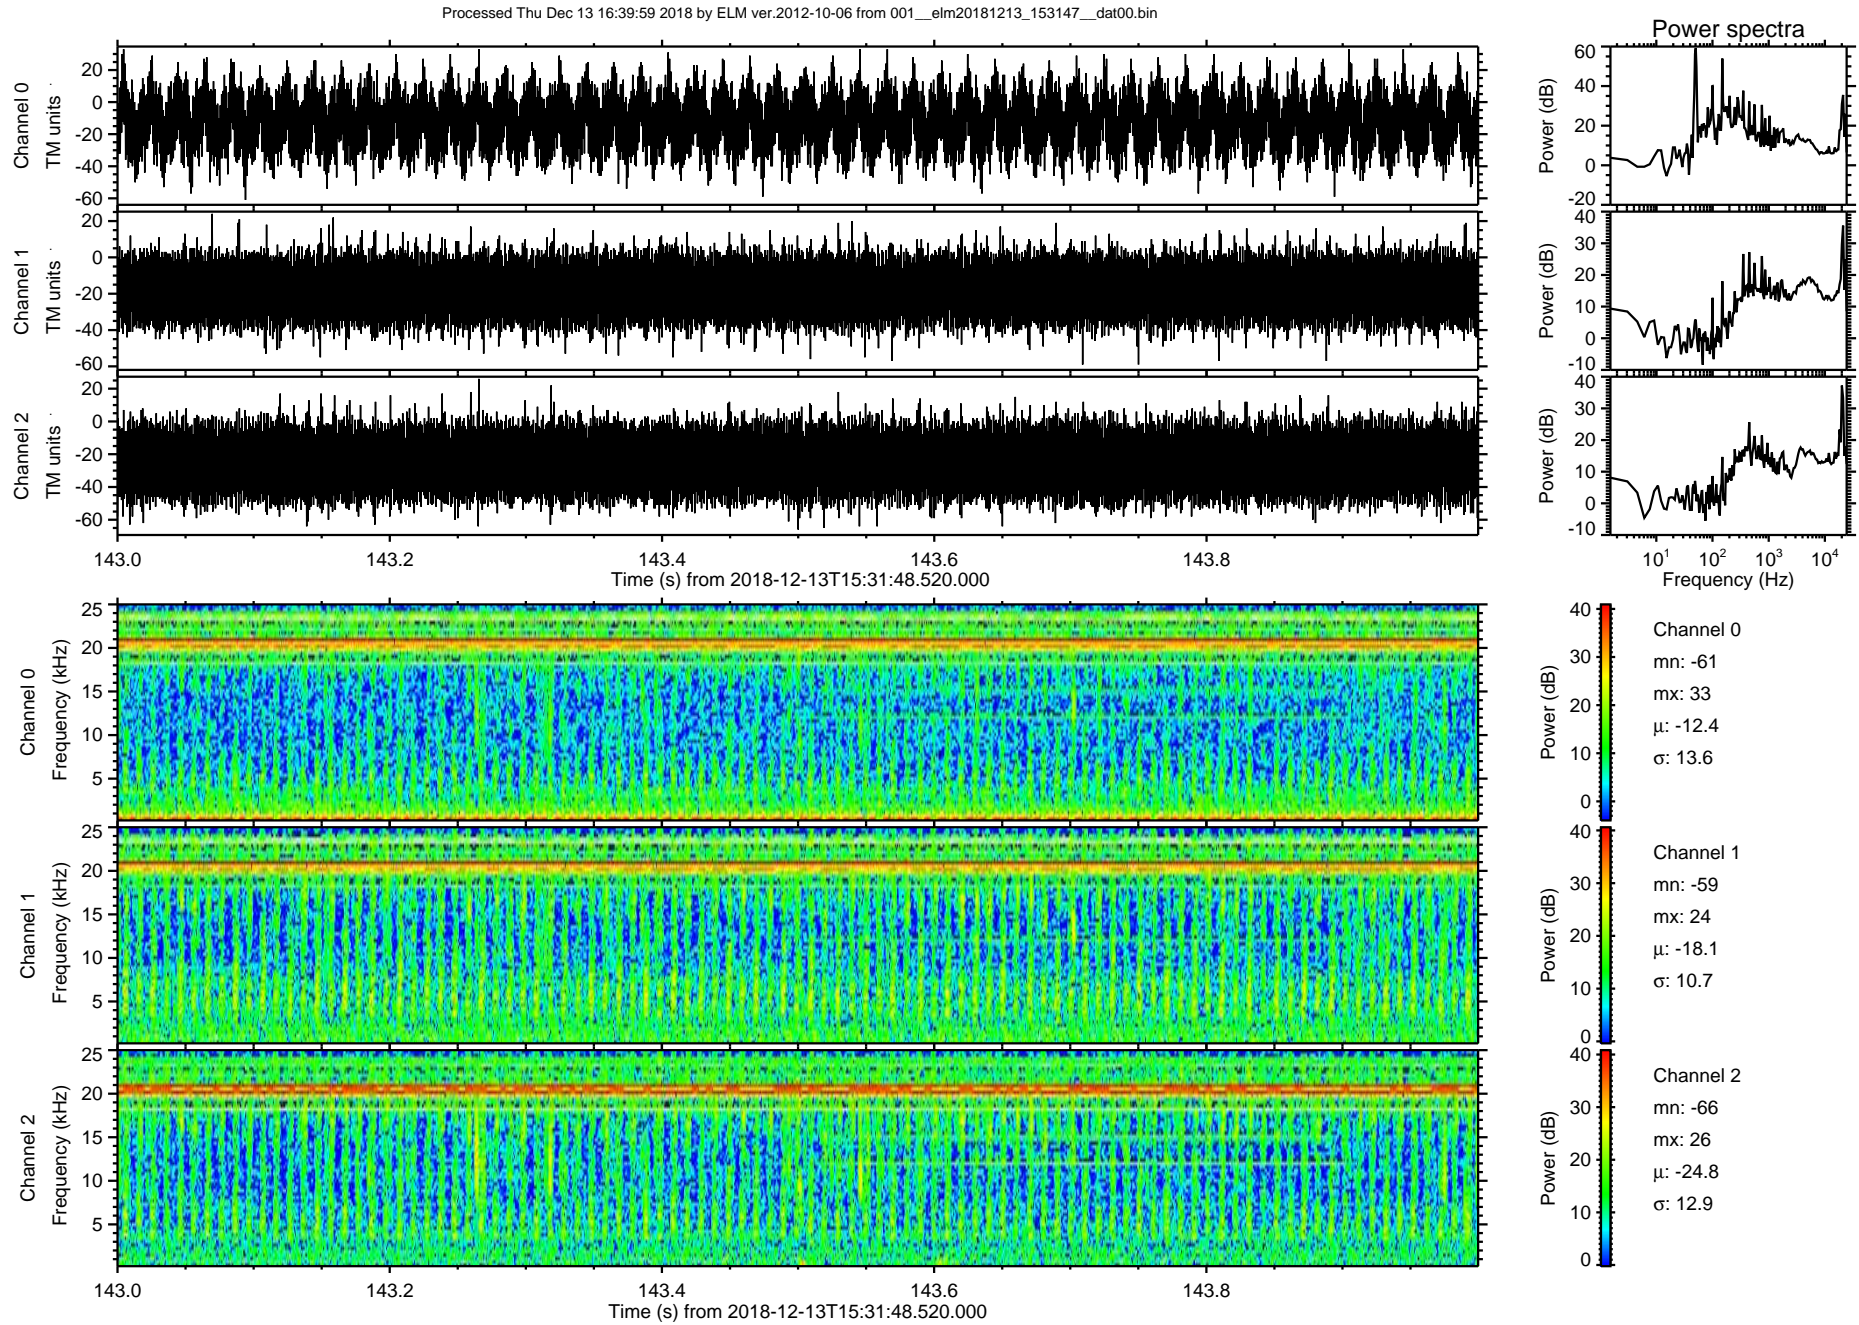 Processed Thu Dec 13 16:39:59 2018 by ELM ver.2012-10-06 from 001__elm20181213_153147__dat00.bin
Power spectra
Channel 0
TM units
20
0
-20
-40
-60
Power (dB)
60
40
20
0
-20
Channel 1
TM units
20
0
-20
-40
-60
Power (dB)
40
30
20
10
0
-10
Channel 2
TM units
20
0
-20
-40
-60
Power (dB)
40
30
20
10
0
-10
143.0 143.2 143.4 143.6 143.8
Time (s) from 2018-12-13T15:31:48.520.000
10¹ 10² 10³ 10⁴
Frequency (Hz)
Channel 0
Frequency (kHz)
25
20
15
10
5
Power (dB)
40
30
20
10
0
Channel 0
mn: -61
mx: 33
μ: -12.4
σ: 13.6
Channel 1
Frequency (kHz)
25
20
15
10
5
Power (dB)
40
30
20
10
0
Channel 1
mn: -59
mx: 24
μ: -18.1
σ: 10.7
Channel 2
Frequency (kHz)
25
20
15
10
5
Power (dB)
40
30
20
10
0
Channel 2
mn: -66
mx: 26
μ: -24.8
σ: 12.9
143.0 143.2 143.4 143.6 143.8
Time (s) from 2018-12-13T15:31:48.520.000